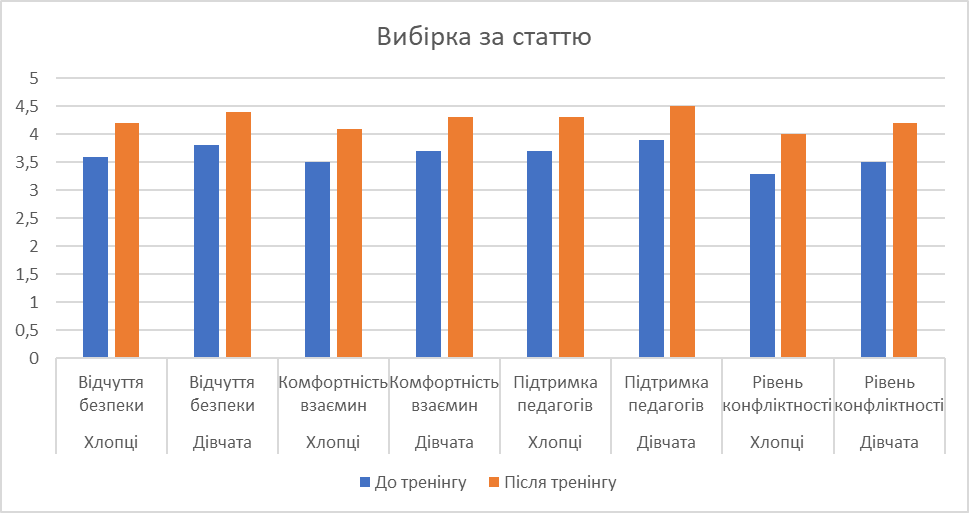 Вибірка за статтю
5
4,5
4
3,5
3
2,5
2
1,5
1
0,5
0
Відчуття Відчуття Комфортність Комфортність Підтримка Підтримка Рівень Рівень
безпеки безпеки взаємин взаємин педагогів педагогів конфліктності конфліктності
Хлопці Дівчата Хлопці Дівчата Хлопці Дівчата Хлопці Дівчата
До тренінгу Після тренінгу